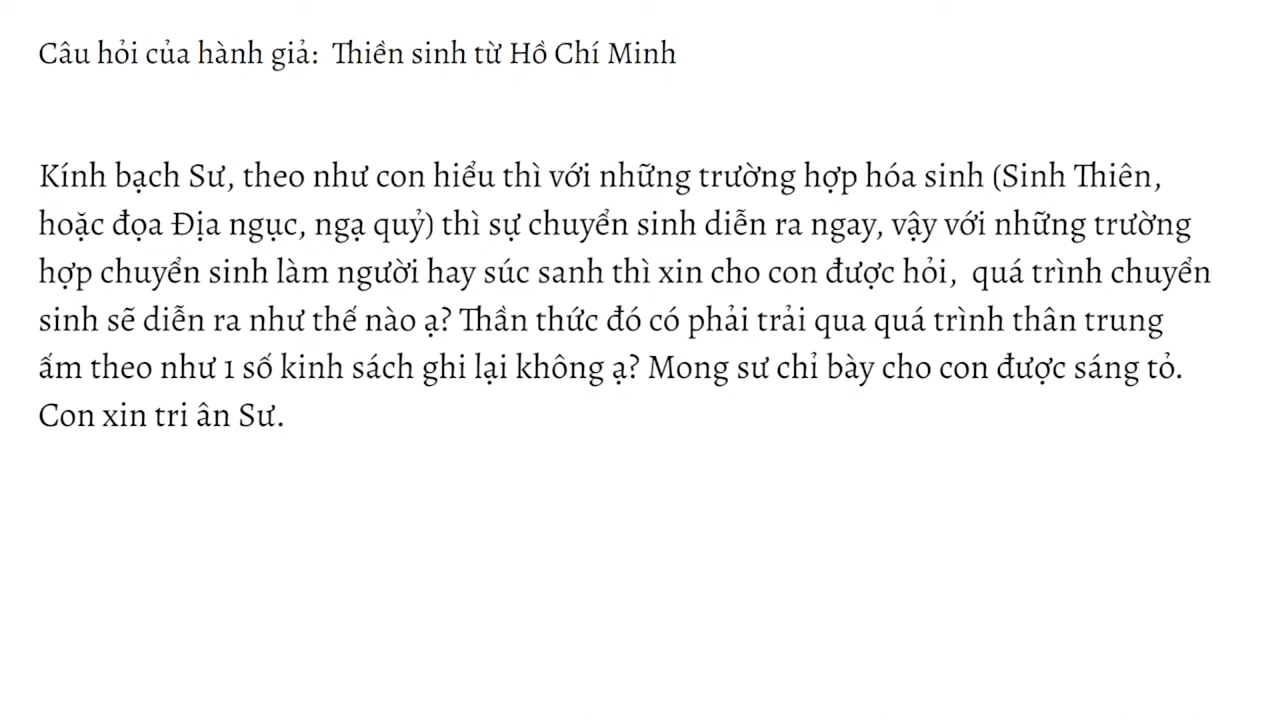 Câu hỏi của hành giả:  Thiền sinh từ Hồ Chí Minh
Kính bạch Sư, theo như con hiểu thì với những trường hợp hóa sinh (Sinh Thiên,
hoặc đọa Địa ngục, ngạ quỷ) thì sự chuyển sinh diễn ra ngay, vậy với những trường
hợp chuyển sinh làm người hay súc sanh thì xin cho con được hỏi,  quá trình chuyển
sinh sẽ diễn ra như thế nào ạ? Thần thức đó có phải trải qua quá trình thân trung
ấm theo như 1 số kinh sách ghi lại không ạ? Mong sư chỉ bày cho con được sáng tỏ.
Con xin tri ân Sư.